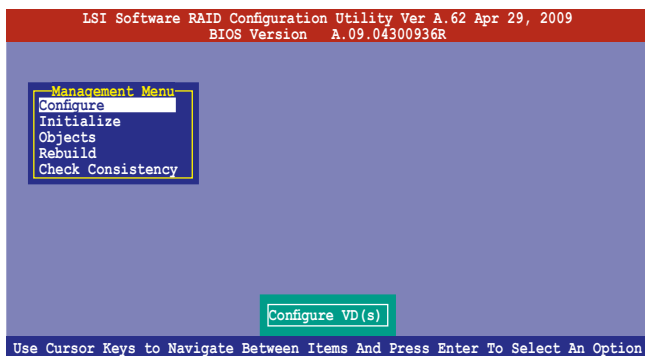 LSI Software RAID Configuration Utility Ver A.62 Apr 29, 2009
BIOS Version A.09.04300936R
Management Menu
Configure
Initialize
Objects
Rebuild
Check Consistency
Configure VD(s)
Use Cursor Keys to Navigate Between Items And Press Enter To Select An Option